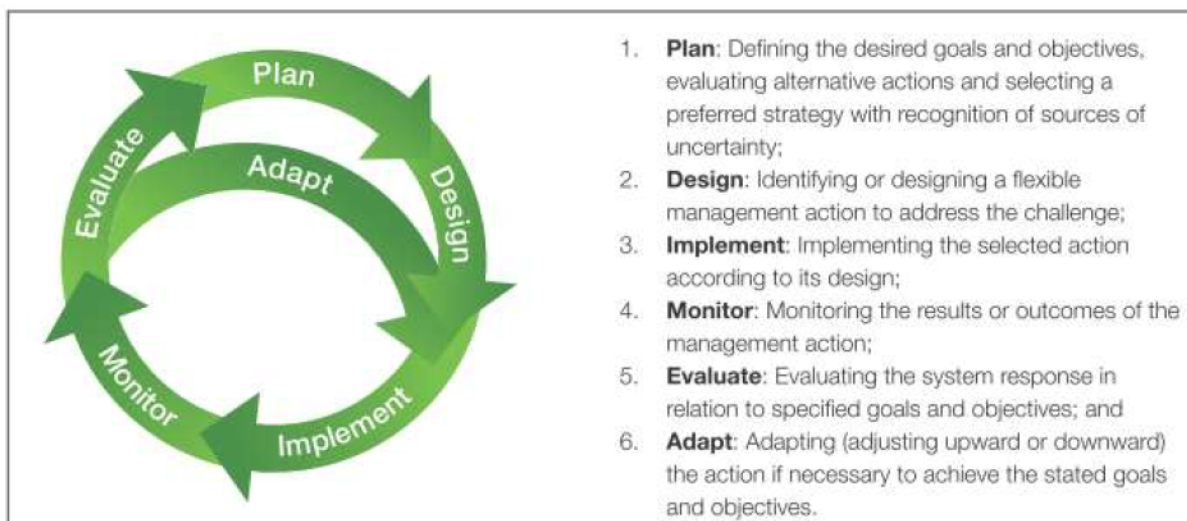 Plan
Design
Implement
Monitor
Evaluate
Adapt
1. Plan: Defining the desired goals and objectives,
evaluating alternative actions and selecting a
preferred strategy with recognition of sources of
uncertainty;
2. Design: Identifying or designing a flexible
management action to address the challenge;
3. Implement: Implementing the selected action
according to its design;
4. Monitor: Monitoring the results or outcomes of the
management action;
5. Evaluate: Evaluating the system response in
relation to specified goals and objectives; and
6. Adapt: Adapting (adjusting upward or downward)
the action if necessary to achieve the stated goals
and objectives.